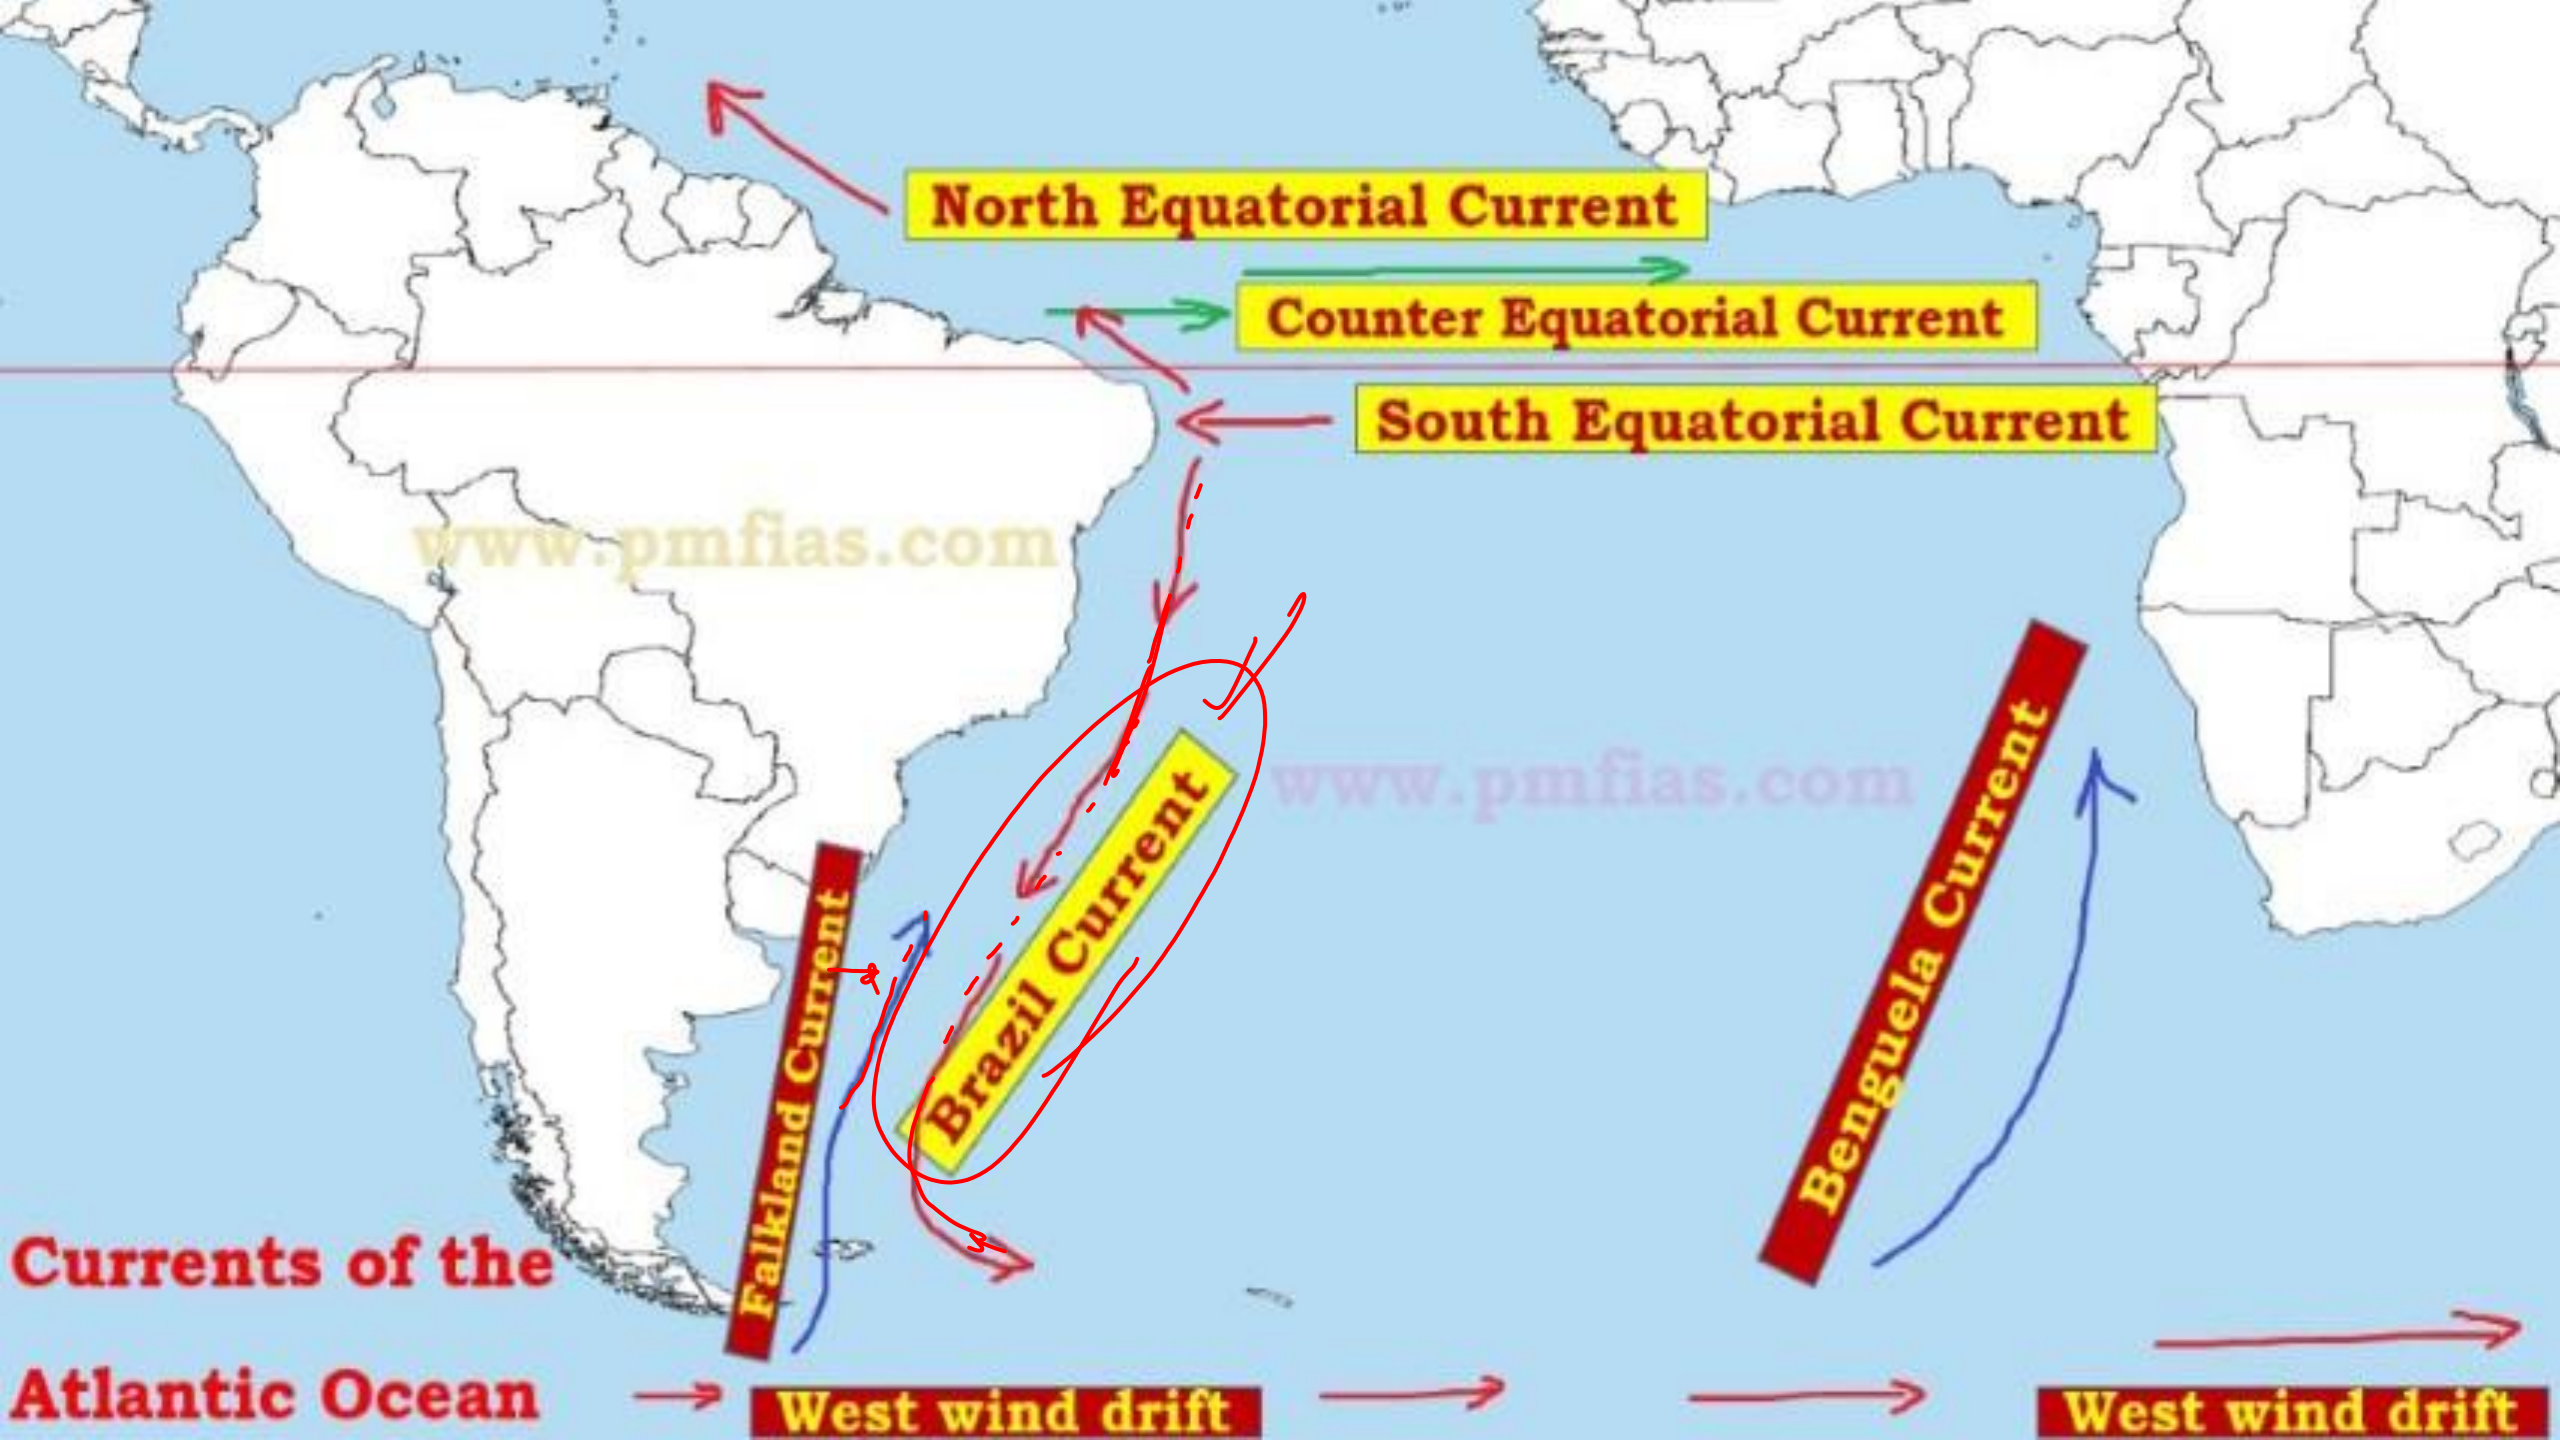 North Equatorial Current
Counter Equatorial Current
South Equatorial Current
www.pmfias.com
www.pmfias.com
Brazil Current
Falkland Current
Benguela Current
Currents of the
Atlantic Ocean
West wind drift
West wind drift